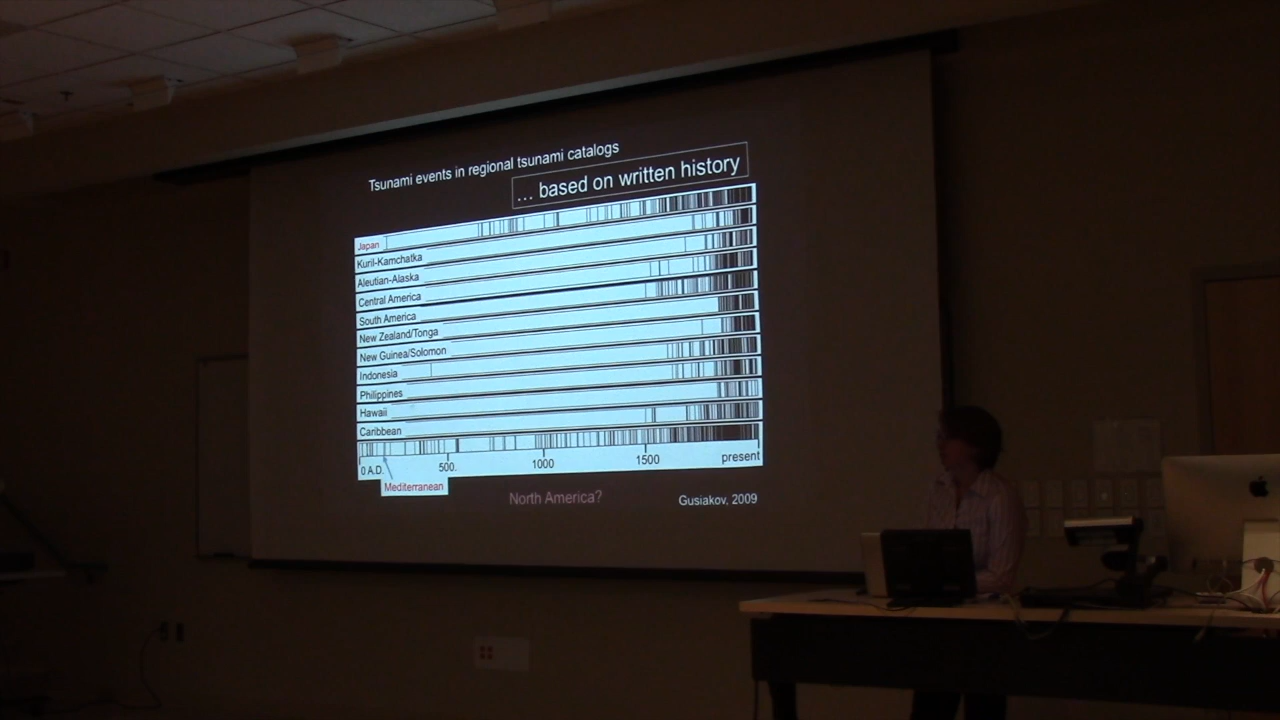 Tsunami events in regional tsunami catalogs
... based on written history
Japan
Kuril-Kamchatka
Aleutian-Alaska
Central America
South America
New Zealand/Tonga
New Guinea/Solomon
Indonesia
Philippines
Hawaii
Caribbean
0 A.D. 500. 1000 1500 present
Mediterranean
North America?
Gusiakov, 2009